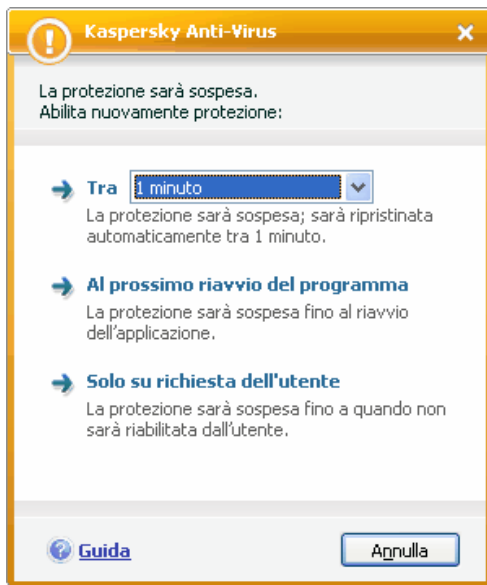 Kaspersky Anti-Virus
La protezione sarà sospesa.
Abilita nuovamente protezione:
Tra 1 minuto
La protezione sarà sospesa; sarà ripristinata
automaticamente tra 1 minuto.
Al prossimo riavvio del programma
La protezione sarà sospesa fino al riavvio
dell'applicazione.
Solo su richiesta dell'utente
La protezione sarà sospesa fino a quando non
sarà riabilitata dall'utente.
Guida
Annulla